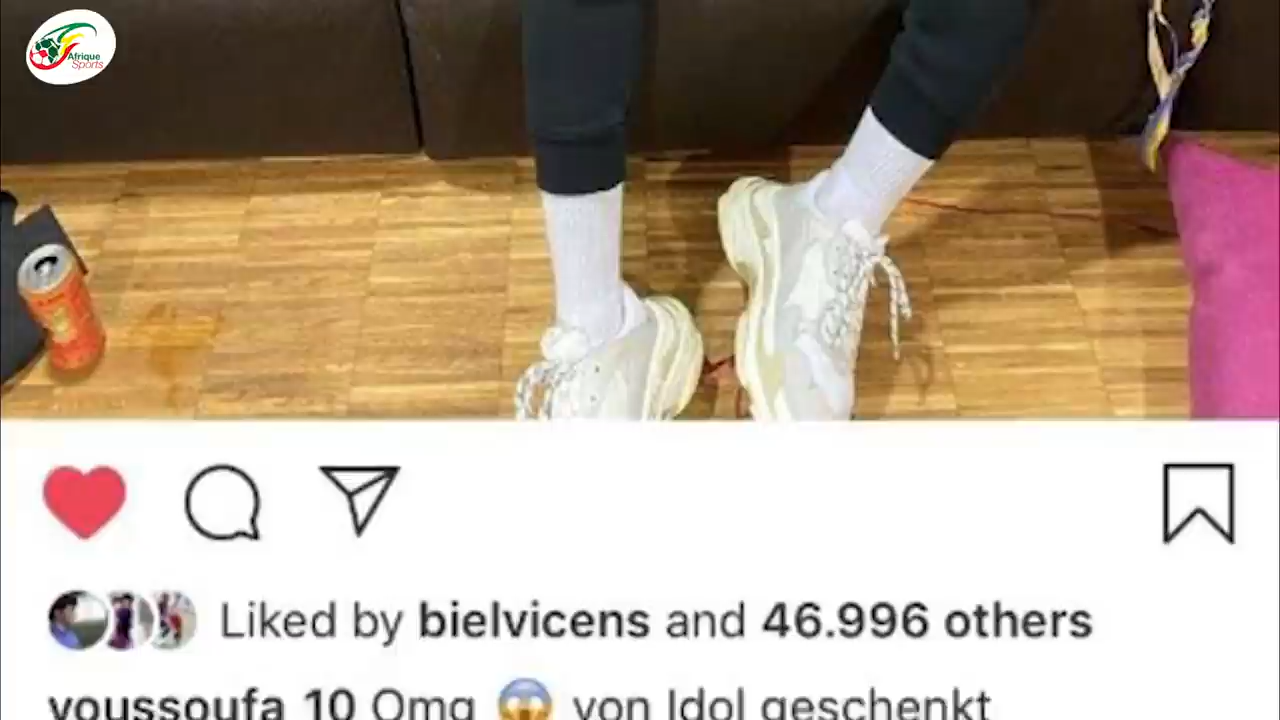 Afrique
Sports
Liked by bielvicens and 46.996 others
youssoufa_10 Omg 😱 von Idol geschenkt